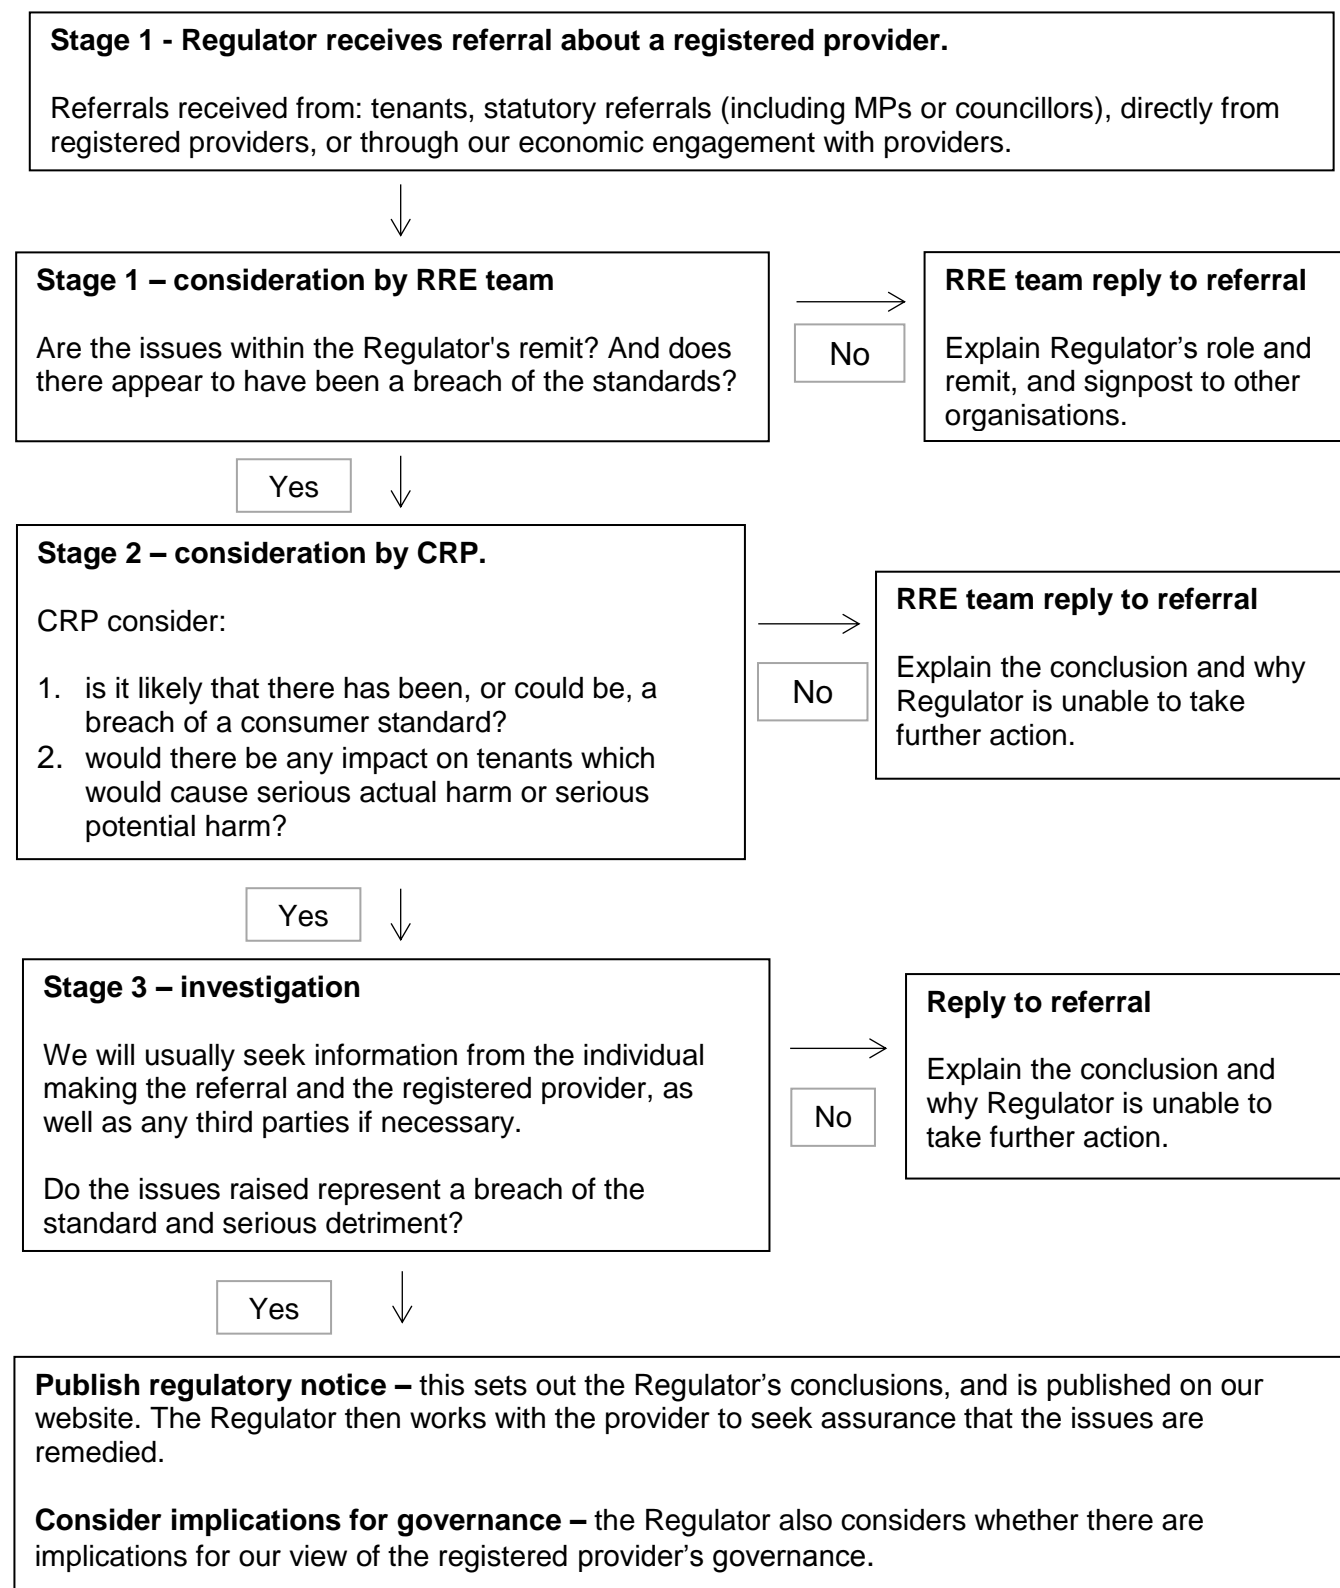 Stage 1 - Regulator receives referral about a registered provider.
Referrals received from: tenants, statutory referrals (including MPs or councillors), directly from
registered providers, or through our economic engagement with providers.
Stage 1 – consideration by RRE team
Are the issues within the Regulator's remit? And does
there appear to have been a breach of the standards?
No
RRE team reply to referral
Explain Regulator’s role and
remit, and signpost to other
organisations.
Yes
Stage 2 – consideration by CRP.
CRP consider:
1. is it likely that there has been, or could be, a
breach of a consumer standard?
2. would there be any impact on tenants which
would cause serious actual harm or serious
potential harm?
No
RRE team reply to referral
Explain the conclusion and why
Regulator is unable to take
further action.
Yes
Stage 3 – investigation
We will usually seek information from the individual
making the referral and the registered provider, as
well as any third parties if necessary.
Do the issues raised represent a breach of the
standard and serious detriment?
No
Reply to referral
Explain the conclusion and
why Regulator is unable to
take further action.
Yes
Publish regulatory notice – this sets out the Regulator’s conclusions, and is published on our
website. The Regulator then works with the provider to seek assurance that the issues are
remedied.
Consider implications for governance – the Regulator also considers whether there are
implications for our view of the registered provider’s governance.